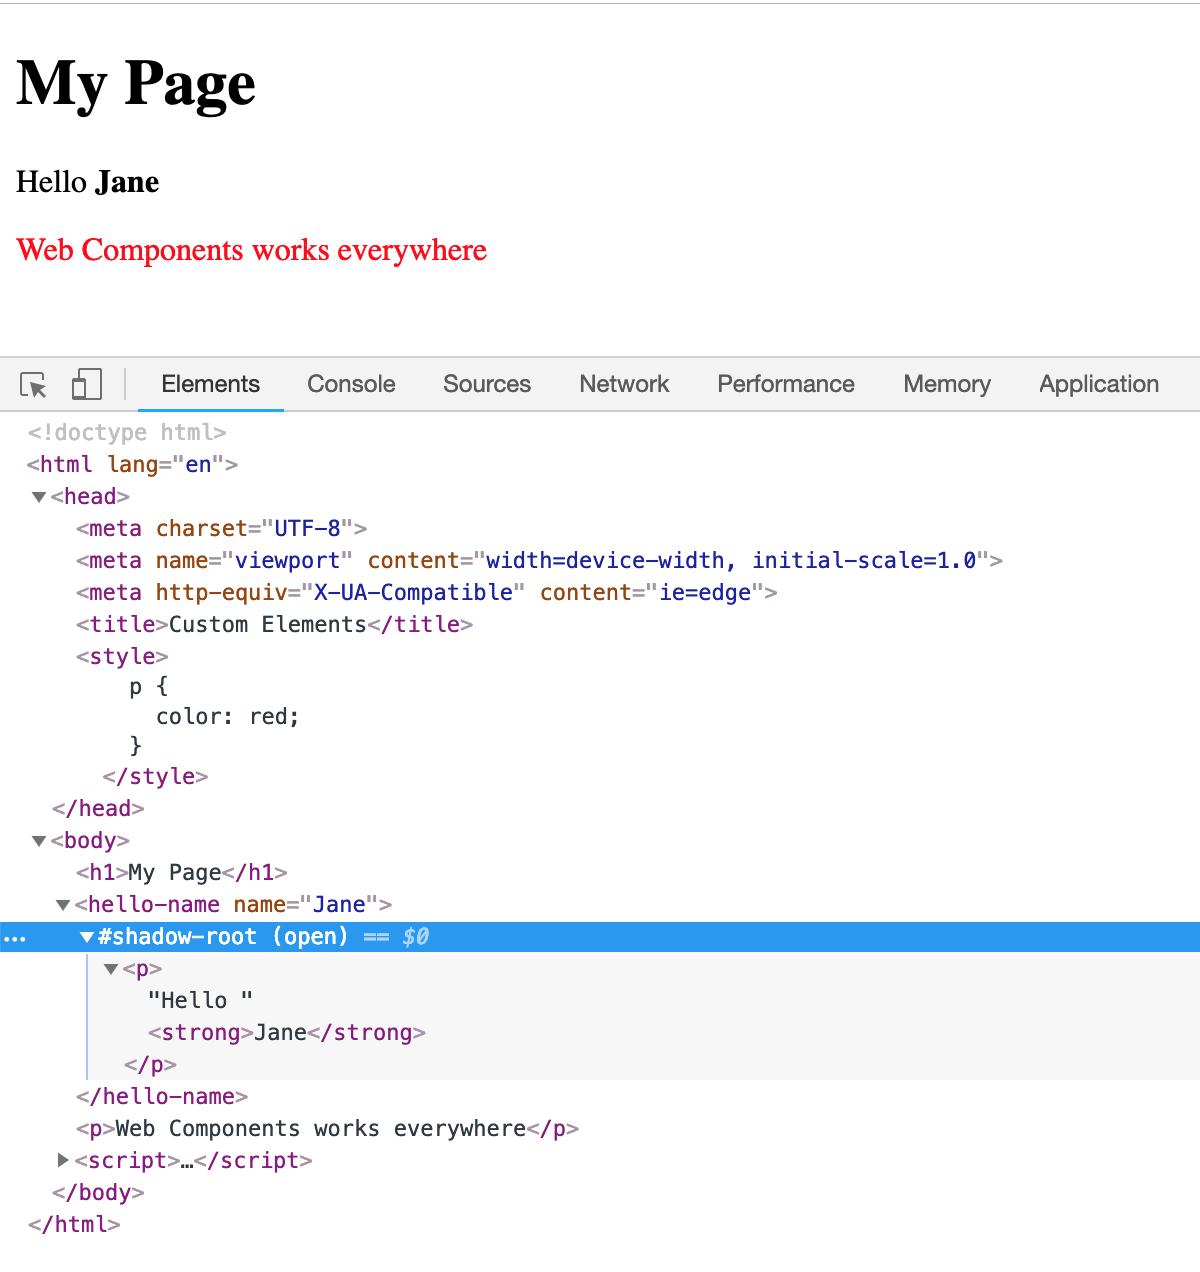 My Page
Hello Jane
Web Components works everywhere
Elements Console Sources Network Performance Memory Application
<!doctype html>
<html lang="en">
▼<head>
<meta charset="UTF-8">
<meta name="viewport" content="width=device-width, initial-scale=1.0">
<meta http-equiv="X-UA-Compatible" content="ie=edge">
<title>Custom Elements</title>
<style>
p {
color: red;
}
</style>
</head>
▼<body>
<h1>My Page</h1>
▼<hello-name name="Jane">
… ▼#shadow-root (open) == $0
▼<p>
"Hello "
<strong>Jane</strong>
</p>
</hello-name>
<p>Web Components works everywhere</p>
▶<script>…</script>
</body>
</html>